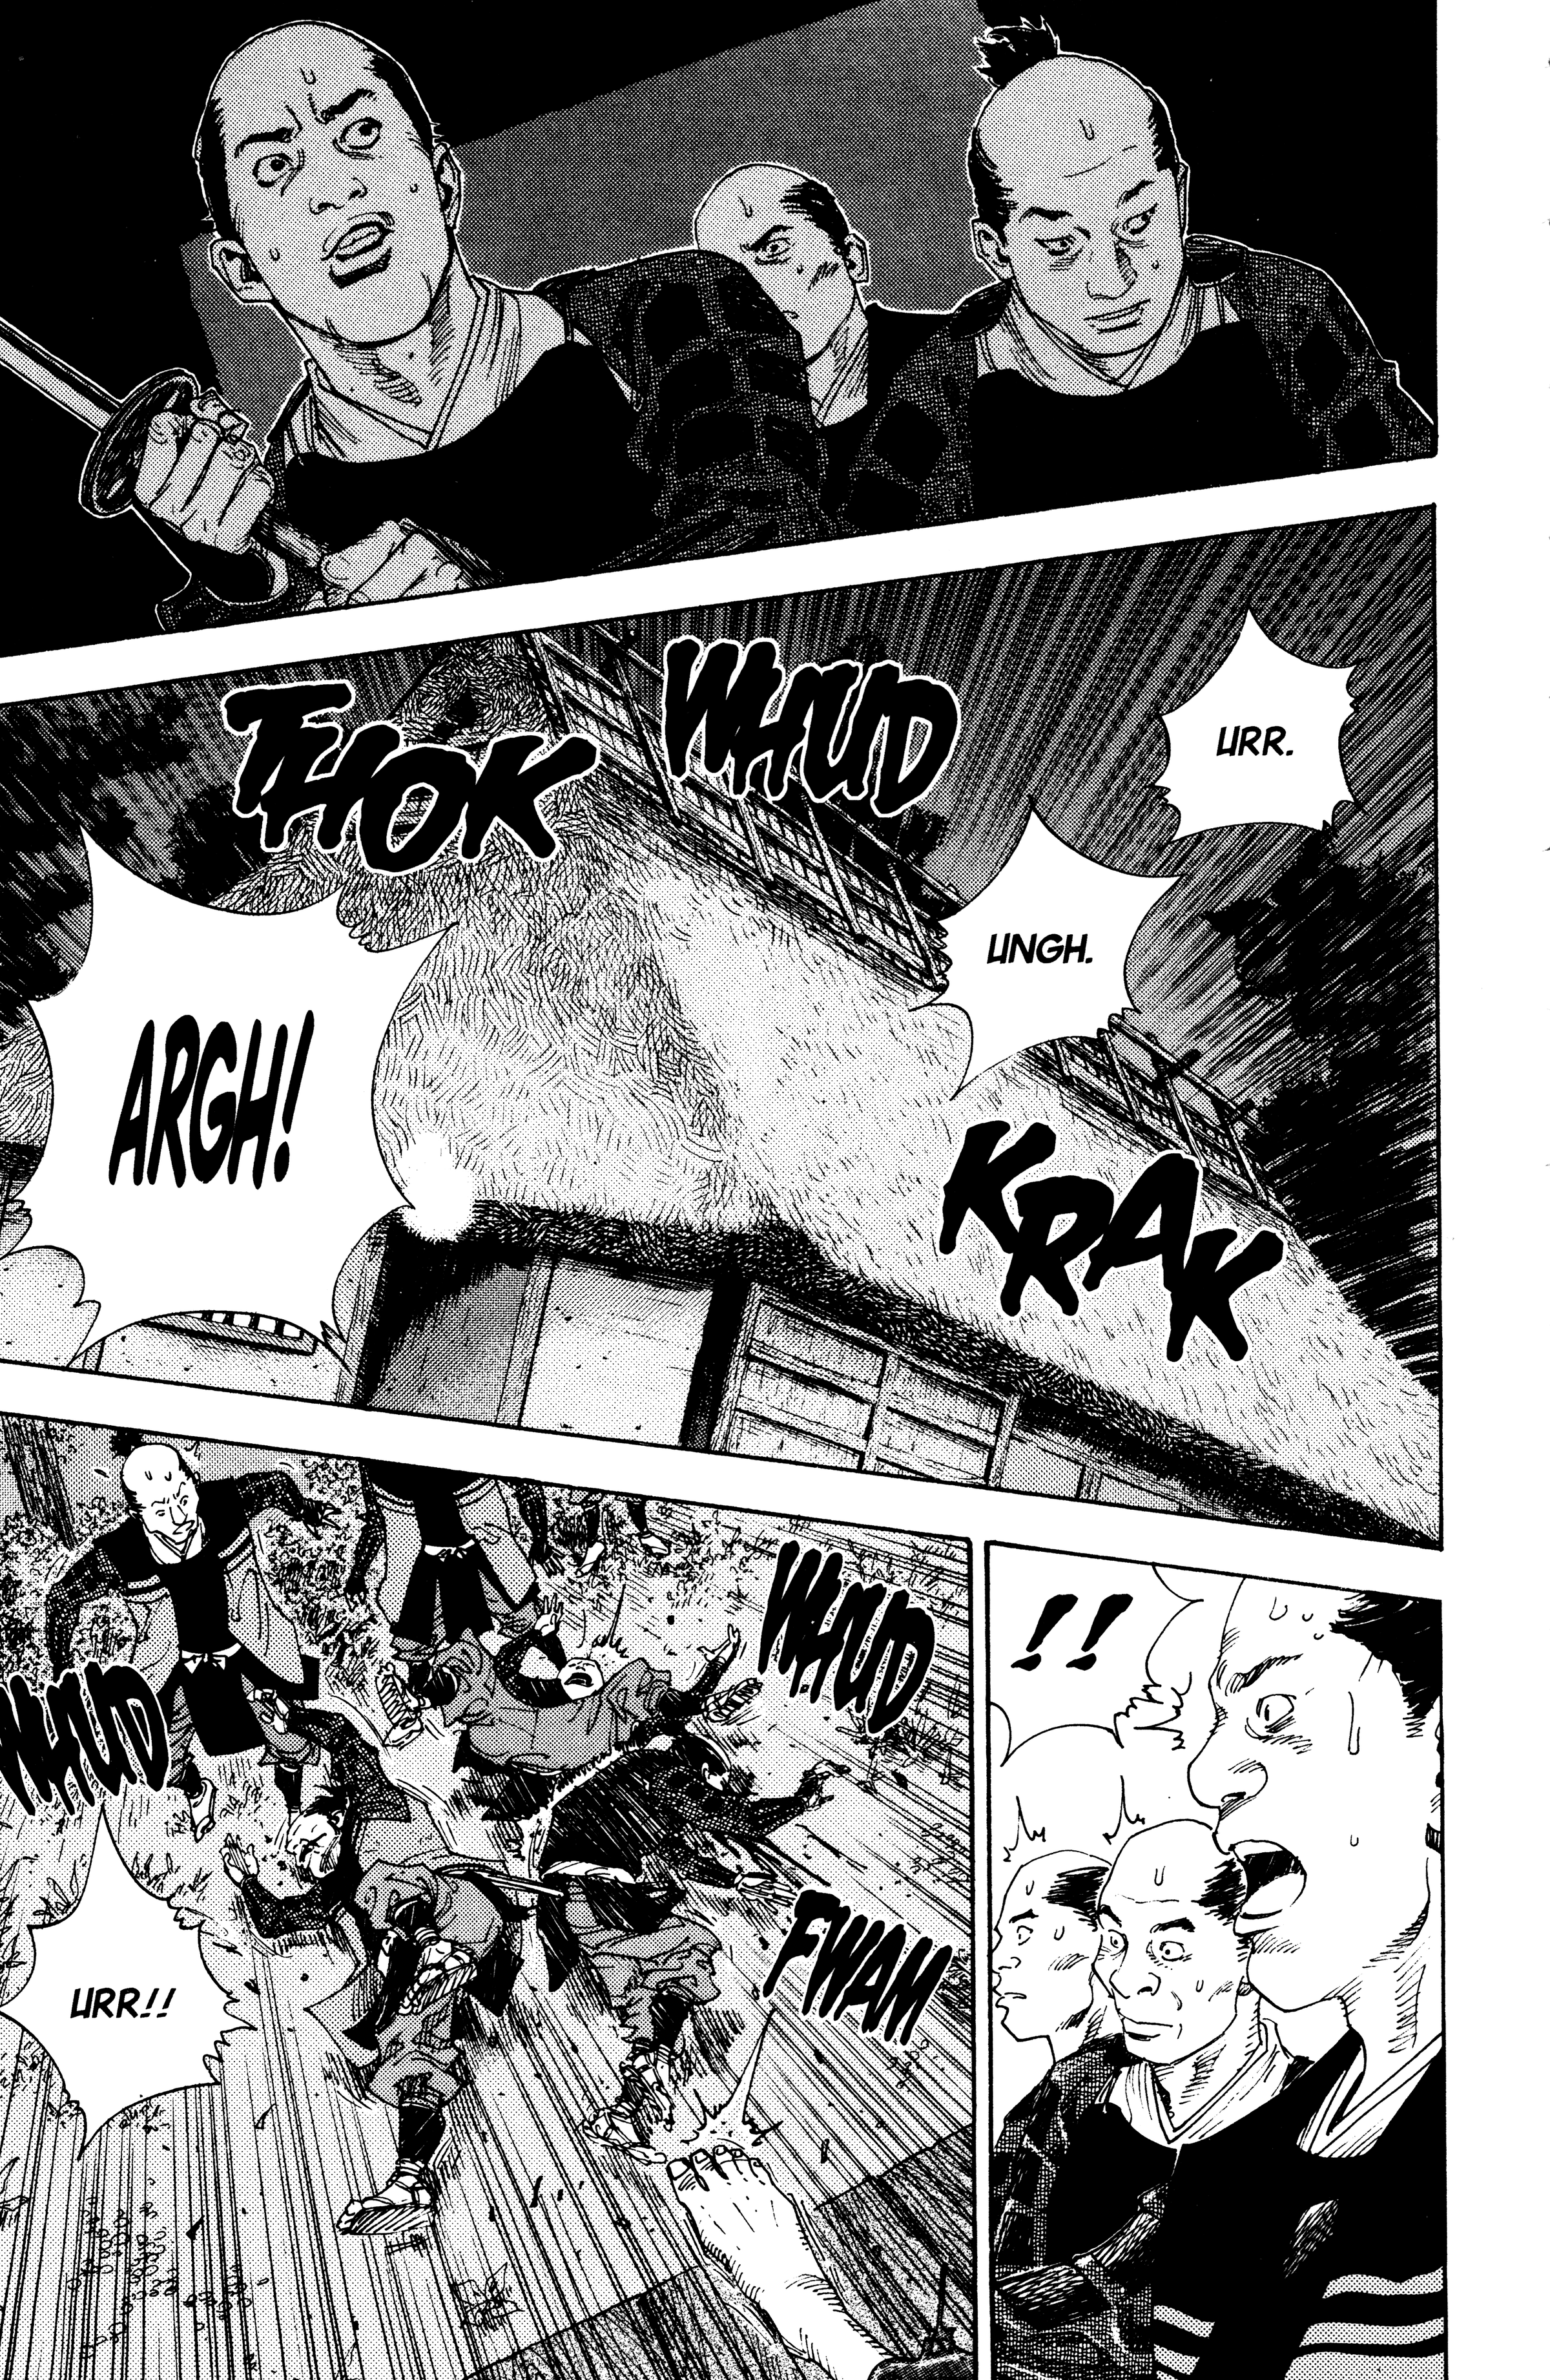 URR.
WHUD
THOK
UNGH.
ARGH!
KRAK
!!
WHUD
FWAM
WHUD
URR!!